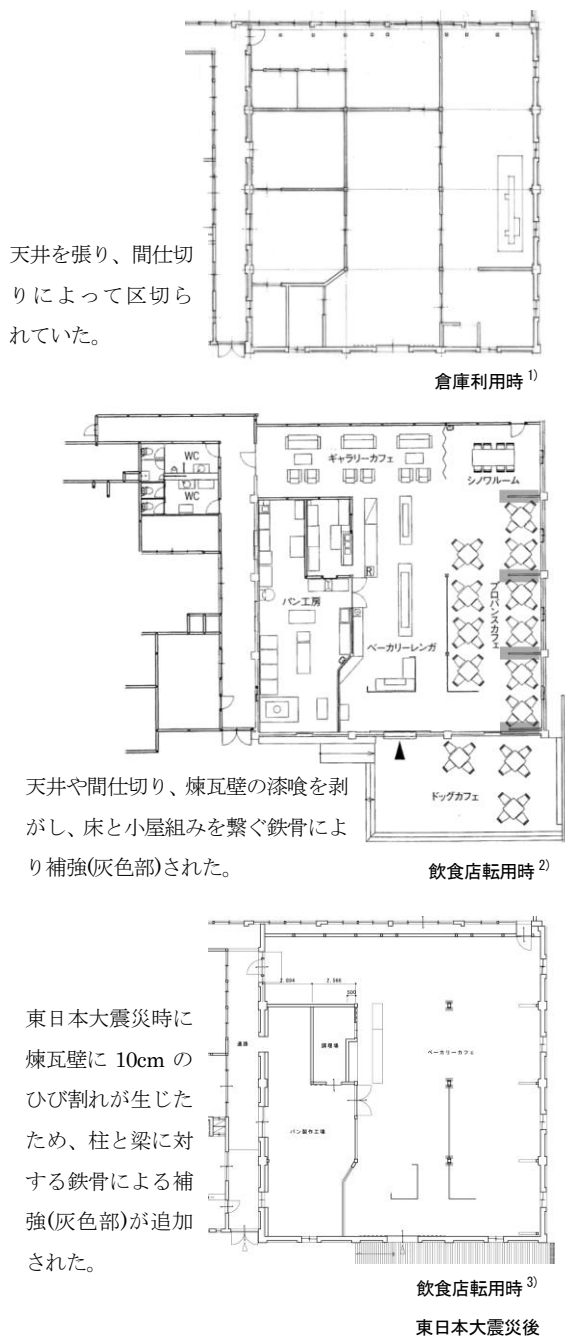 天井を張り、間仕切
りによって区切ら
れていた。
倉庫利用時 1)
WC
WC
ギャラリーカフェ
シノワルーム
R
パン工房
プロバンスカフェ
ベーカリーレンガ
ドッグカフェ
天井や間仕切り、煉瓦壁の漆喰を剥
がし、床と小屋組みを繋ぐ鉄骨によ
り補強(灰色部)された。
飲食店転用時 2)
2.094
2.566
500
通路
調理場
ベーカリーカフェ
パン製作工場
東日本大震災時に
煉瓦壁に 10cm の
ひび割れが生じた
ため、柱と梁に対
する鉄骨による補
強(灰色部)が追加
された。
飲食店転用時 3)
東日本大震災後